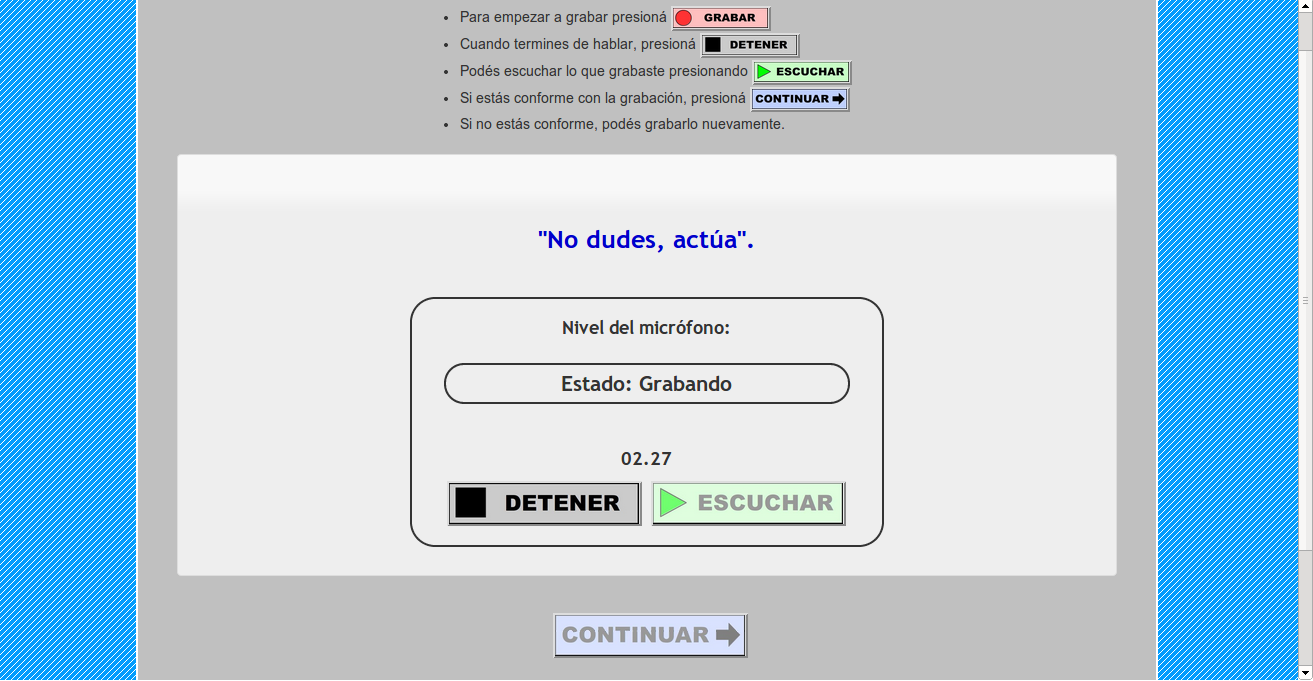 Para empezar a grabar presioná GRABAR
Cuando termines de hablar, presioná DETENER
Podés escuchar lo que grabaste presionando ESCUCHAR
Si estás conforme con la grabación, presioná CONTINUAR
Si no estás conforme, podés grabarlo nuevamente.
"No dudes, actúa".
Nivel del micrófono:
Estado: Grabando
02.27
DETENER ESCUCHAR
CONTINUAR